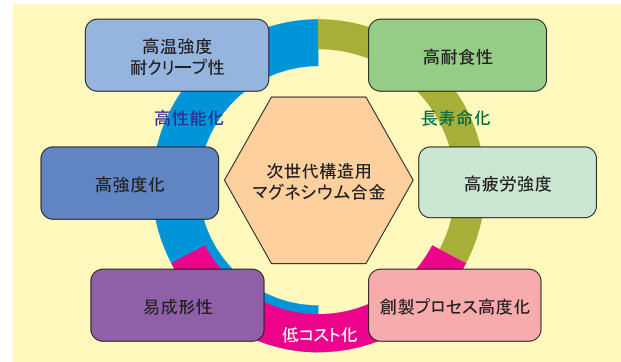 高温強度
耐クリープ性
高耐食性
高性能化
長寿命化
次世代構造用
マグネシウム合金
高強度化
高疲労強度
易成形性
創製プロセス高度化
低コスト化